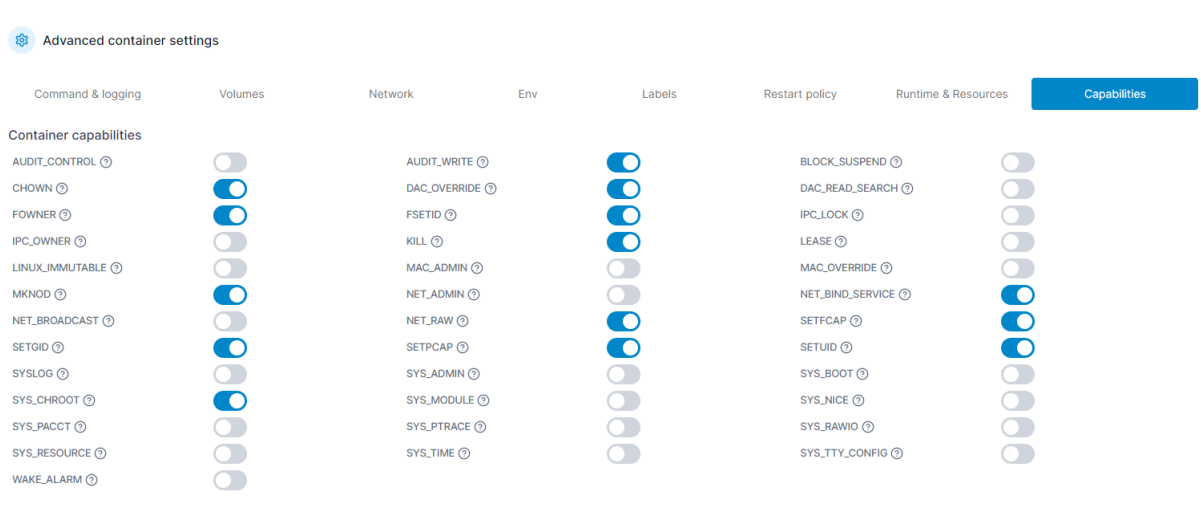 Advanced container settings
Command & logging Volumes Network Env Labels Restart policy Runtime & Resources Capabilities
Container capabilities
AUDIT_CONTROL AUDIT_WRITE BLOCK_SUSPEND
CHOWN DAC_OVERRIDE DAC_READ_SEARCH
FOWNER FSETID IPC_LOCK
IPC_OWNER KILL LEASE
LINUX_IMMUTABLE MAC_ADMIN MAC_OVERRIDE
MKNOD NET_ADMIN NET_BIND_SERVICE
NET_BROADCAST NET_RAW SETFCAP
SETGID SETPCAP SETUID
SYSLOG SYS_ADMIN SYS_BOOT
SYS_CHROOT SYS_MODULE SYS_NICE
SYS_PACCT SYS_PTRACE SYS_RAWIO
SYS_RESOURCE SYS_TIME SYS_TTY_CONFIG
WAKE_ALARM